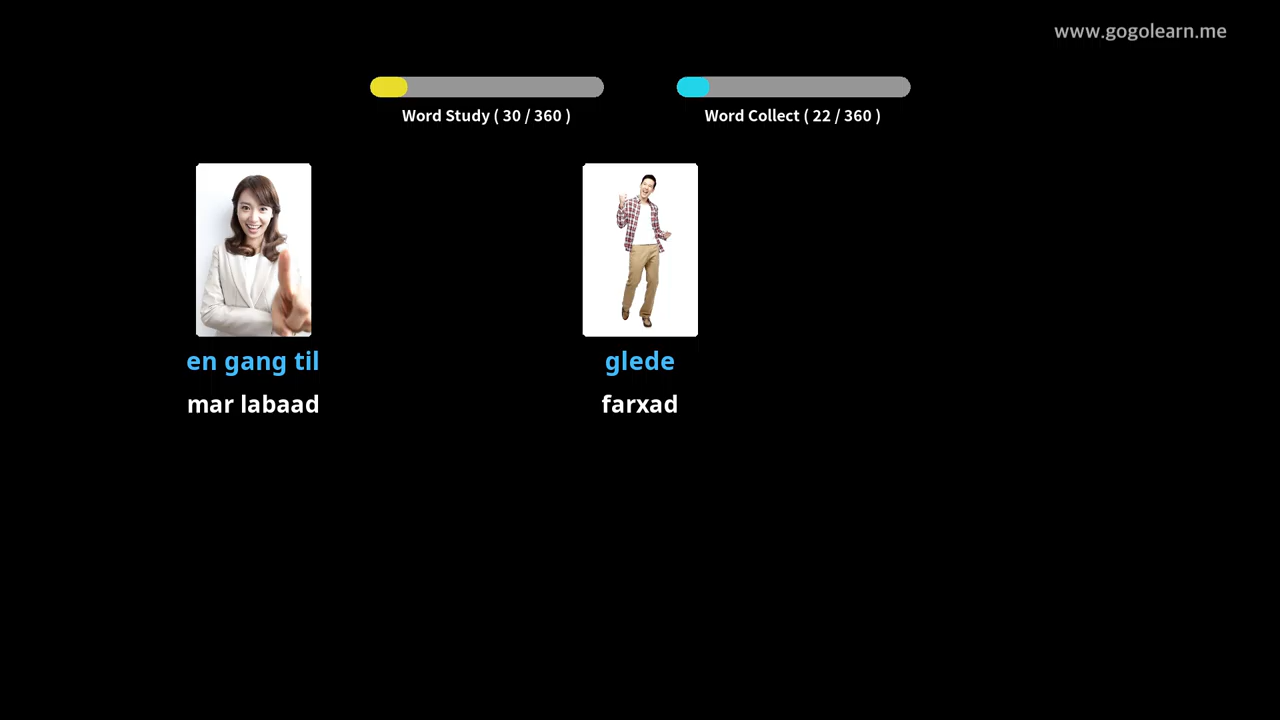 www.gogolearn.me
Word Study ( 30 / 360 )
Word Collect ( 22 / 360 )
en gang til
mar labaad
glede
farxad